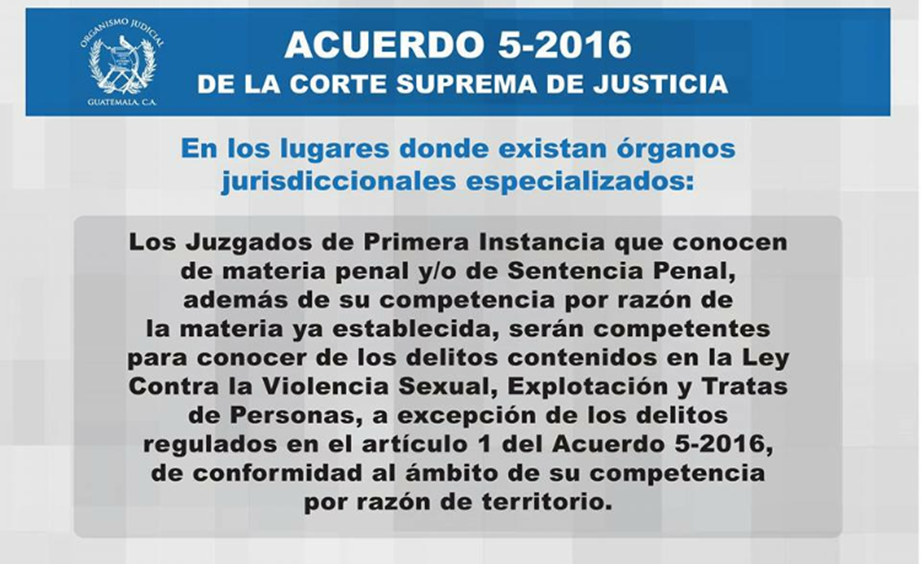 ORGANISMO JUDICIAL
GUATEMALA, C.A.
ACUERDO 5-2016
DE LA CORTE SUPREMA DE JUSTICIA
En los lugares donde existan órganos
jurisdiccionales especializados:
Los Juzgados de Primera Instancia que conocen
de materia penal y/o de Sentencia Penal,
además de su competencia por razón de
la materia ya establecida, serán competentes
para conocer de los delitos contenidos en la Ley
Contra la Violencia Sexual, Explotación y Tratas
de Personas, a excepción de los delitos
regulados en el artículo 1 del Acuerdo 5-2016,
de conformidad al ámbito de su competencia
por razón de territorio.